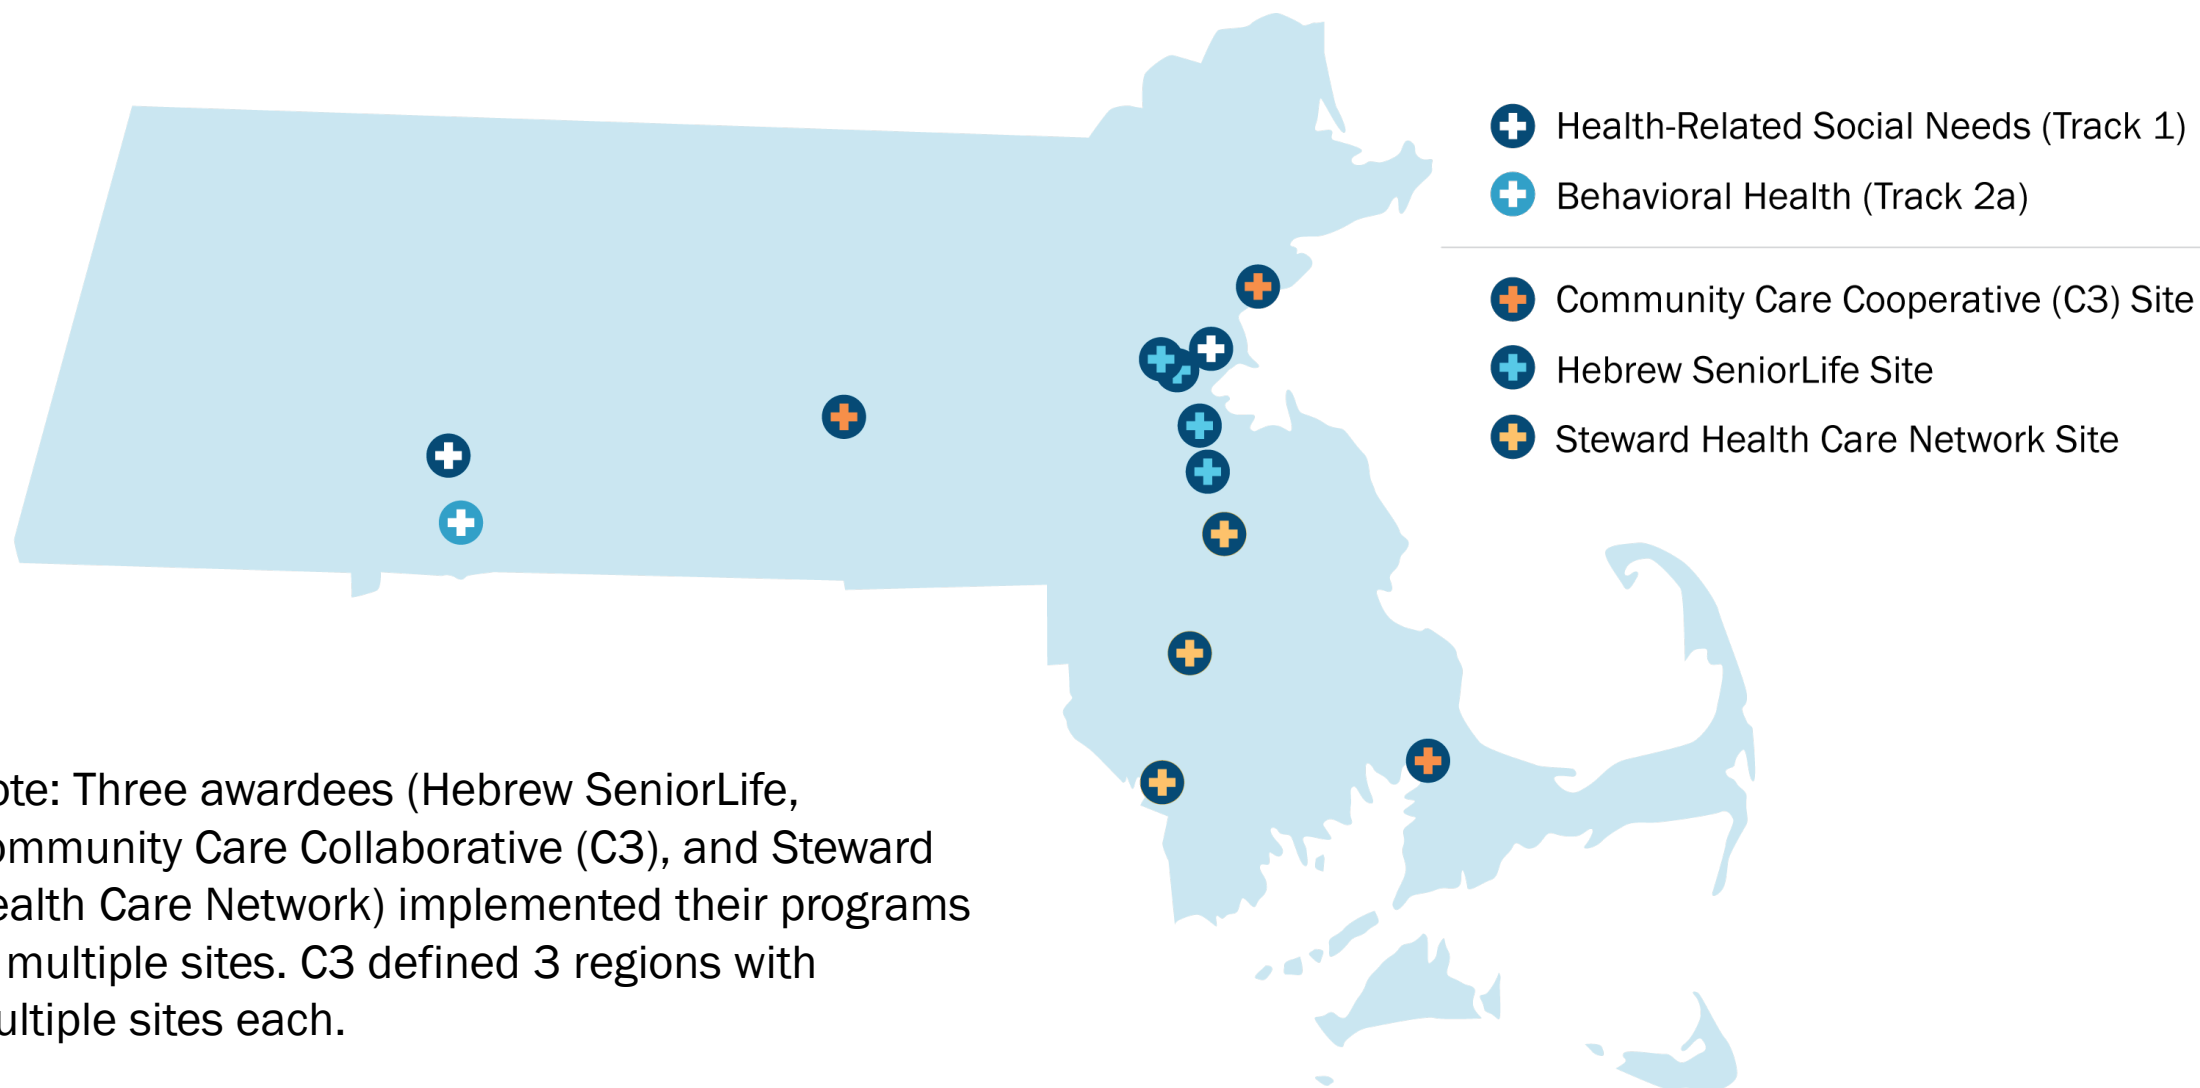 Health-Related Social Needs (Track 1)
Behavioral Health (Track 2a)
Community Care Cooperative (C3) Site
Hebrew SeniorLife Site
Steward Health Care Network Site
ote: Three awardees (Hebrew SeniorLife,
ommunity Care Collaborative (C3), and Steward
ealth Care Network) implemented their programs
multiple sites. C3 defined 3 regions with
ultiple sites each.